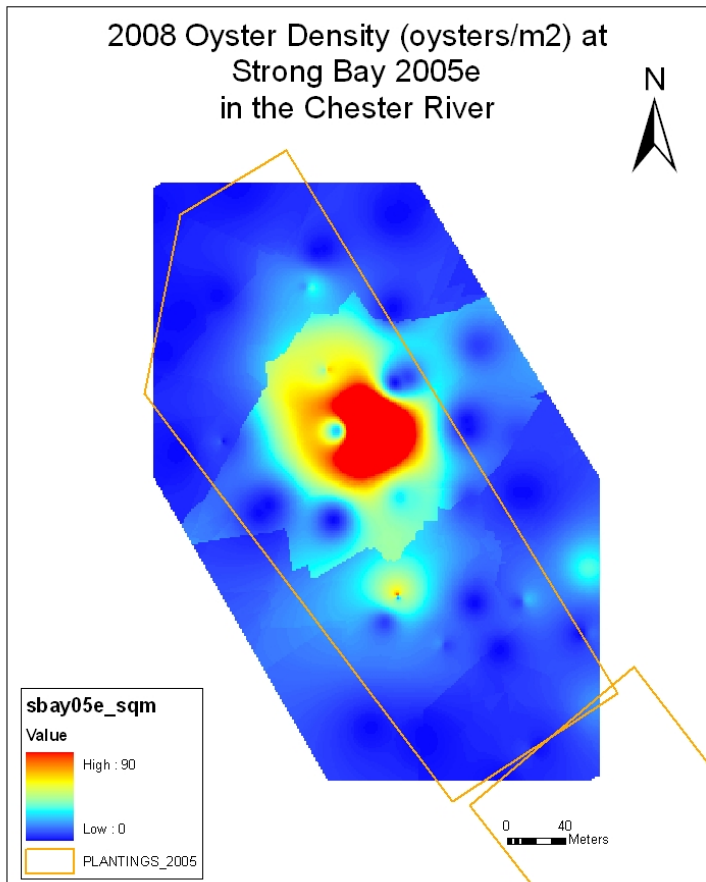 2008 Oyster Density (oysters/m2) at
Strong Bay 2005e
in the Chester River
N
sbay05e_sqm
Value
High : 90
Low : 0
PLANTINGS_2005
0 40
Meters